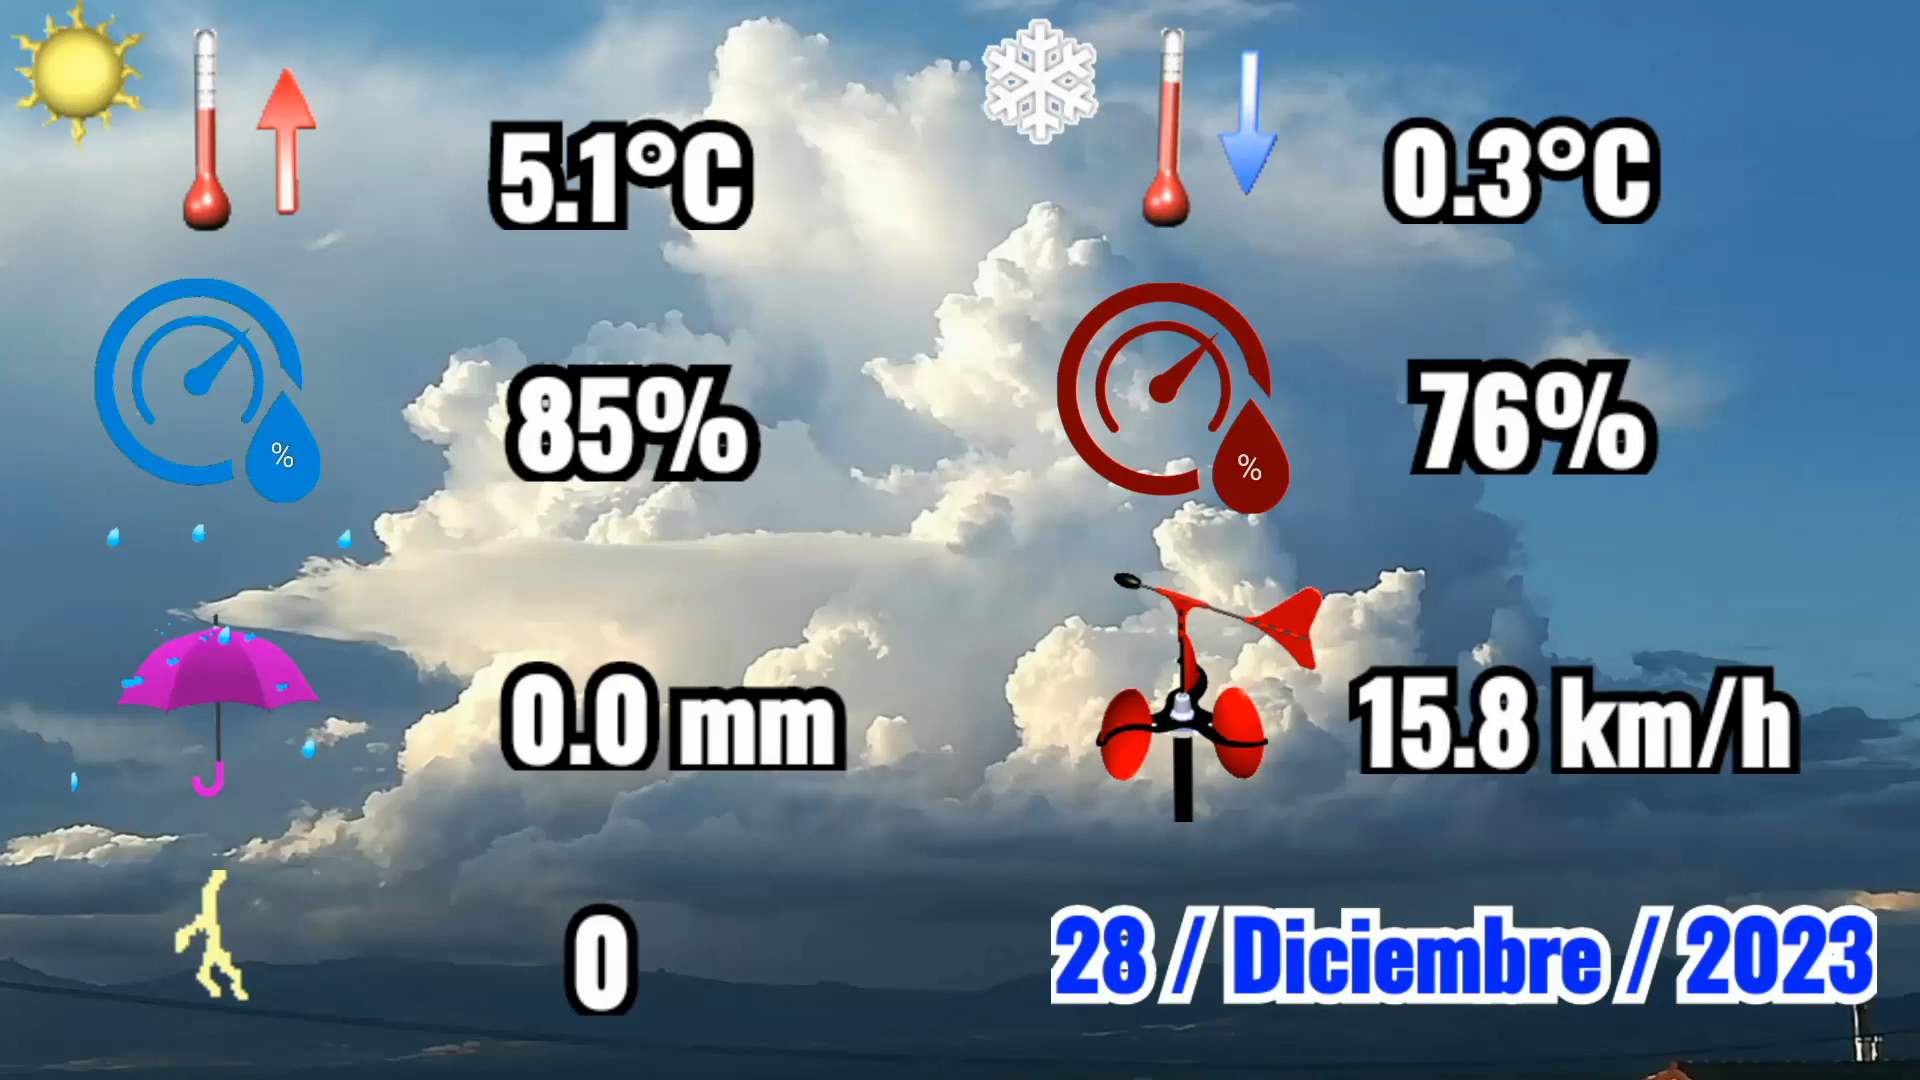 5.1°C
0.3°C
%
85%
%
76%
0.0 mm
15.8 km/h
0
28 / Diciembre / 2023